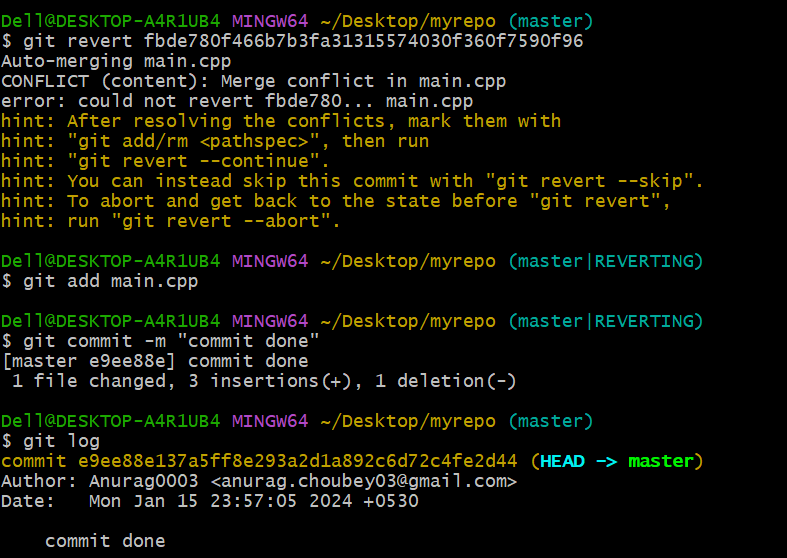 Dell@DESKTOP-A4R1UB4 MINGW64 ~/Desktop/myrepo (master)
$ git revert fbde780f466b7b3fa31315574030f360f7590f96
Auto-merging main.cpp
CONFLICT (content): Merge conflict in main.cpp
error: could not revert fbde780... main.cpp
hint: After resolving the conflicts, mark them with
hint: "git add/rm <pathspec>", then run
hint: "git revert --continue".
hint: You can instead skip this commit with "git revert --skip".
hint: To abort and get back to the state before "git revert",
hint: run "git revert --abort".
Dell@DESKTOP-A4R1UB4 MINGW64 ~/Desktop/myrepo (master|REVERTING)
$ git add main.cpp
Dell@DESKTOP-A4R1UB4 MINGW64 ~/Desktop/myrepo (master|REVERTING)
$ git commit -m "commit done"
[master e9ee88e] commit done
 1 file changed, 3 insertions(+), 1 deletion(-)
Dell@DESKTOP-A4R1UB4 MINGW64 ~/Desktop/myrepo (master)
$ git log
commit e9ee88e137a5ff8e293a2d1a892c6d72c4fe2d44 (HEAD -> master)
Author: Anurag0003 <anurag.choubey03@gmail.com>
Date:   Mon Jan 15 23:57:05 2024 +0530
    commit done